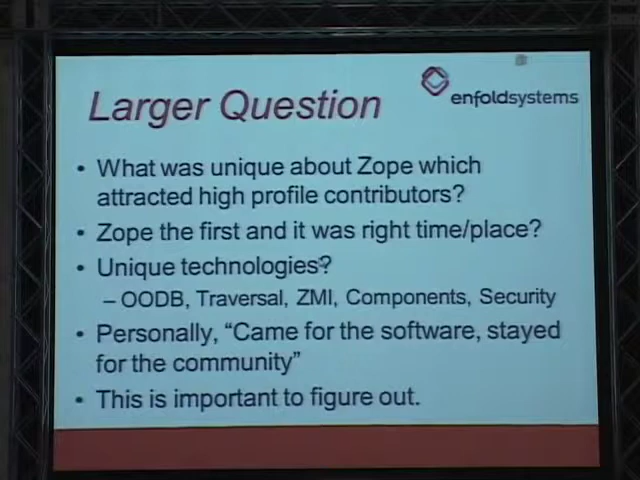 Larger Question
enfoldsystems
• What was unique about Zope which
attracted high profile contributors?
• Zope the first and it was right time/place?
• Unique technologies?
– OODB, Traversal, ZMI, Components, Security
• Personally, “Came for the software, stayed
for the community”
• This is important to figure out.